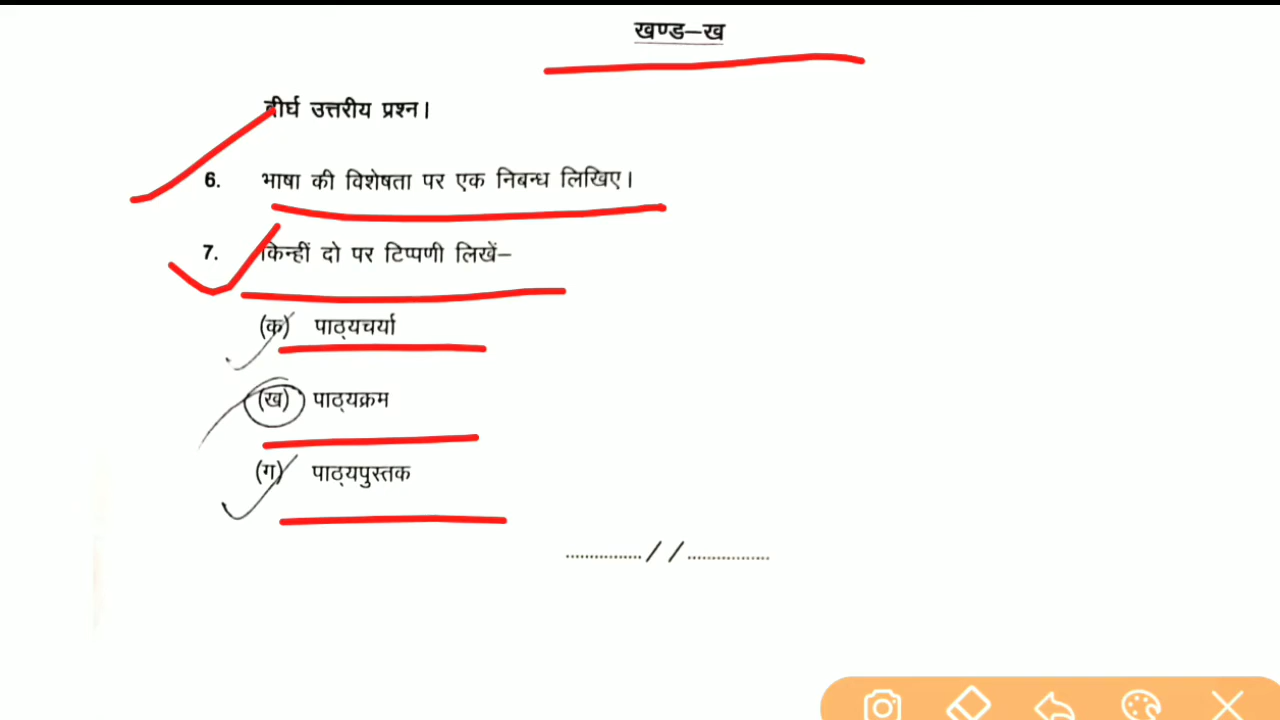 खण्ड–ख
दीर्घ उत्तरीय प्रश्न।
6. भाषा की विशेषता पर एक निबन्ध लिखिए।
7. किन्हीं दो पर टिप्पणी लिखें–
(क) पाठ्यचर्या
(ख) पाठ्यक्रम
(ग) पाठ्यपुस्तक
................//................